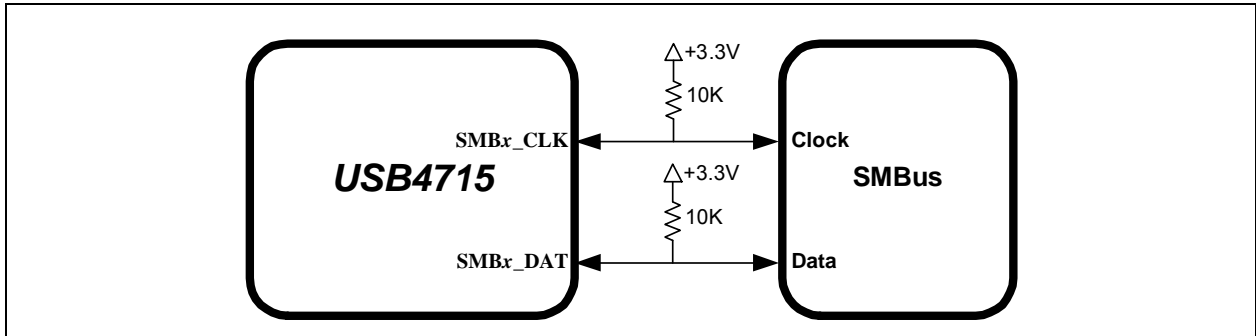 +3.3V
10K
SMBx_CLK
Clock
USB4715
SMBus
+3.3V
10K
SMBx_DAT
Data